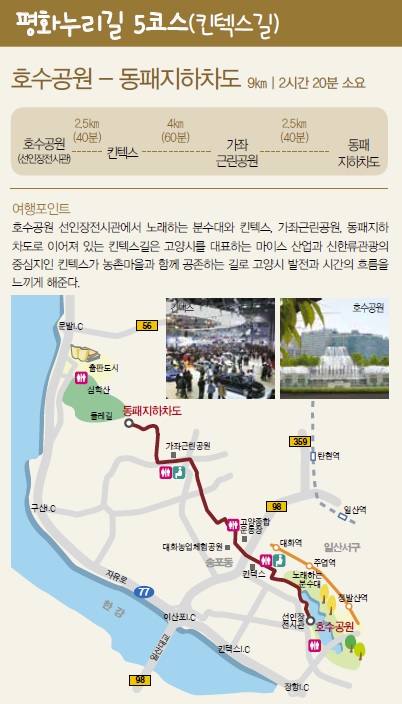 평화누리길 5코스(킨텍스길)
호수공원 – 동패지하차도 9km | 2시간 20분 소요
2.5km
(40분)
4km
(60분)
2.5km
(40분)
호수공원
(선인장전시관)
킨텍스
가좌
근린공원
동패
지하차도
여행포인트
호수공원 선인장전시관에서 노래하는 분수대와 킨텍스, 가좌근린공원, 동패지하
차도로 이어져 있는 킨텍스길은 고양시를 대표하는 마이스 산업과 신한류관광의
중심지인 킨텍스가 농촌마을과 함께 공존하는 길로 고양시 발전과 시간의 흐름을
느끼게 해준다.
킨텍스
호수공원
문발I.C
56
출판도시
심학산
둘레길
동패지하차도
가좌근린공원
359
탄현역
98
일산역
구산I.C
고양종합
운동장
대화역
일산서구
대화농업체험공원
송포동
주엽역
킨텍스
노래하는
분수대
정발산역
자유로
77
한강
선인장
전시관
호수공원
이산포I.C
일산대교
킨텍스I.C
98
장항I.C